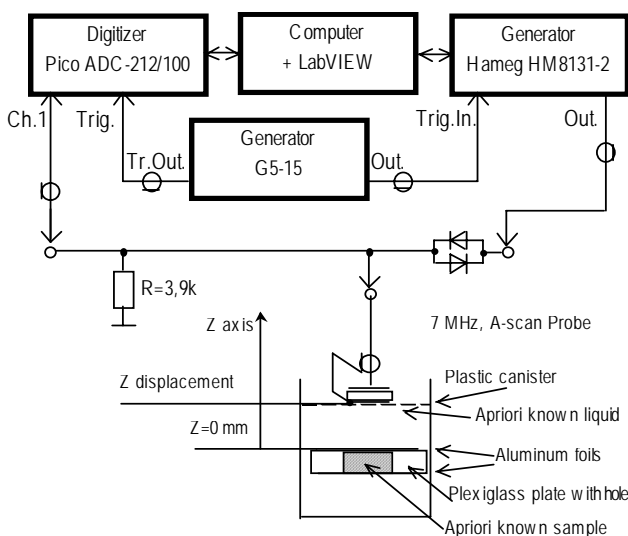 Digitizer
Pico ADC-212/100
Computer
+ LabVIEW
Generator
Hameg HM8131-2
Ch.1
Trig.
Trig.In.
Out.
Generator
G5-15
Tr.Out.
Out.
R=3,9k
Z axis
7 MHz, A-scan Probe
Z displacement
Plastic canister
Apriori known liquid
Z=0 mm
Aluminum foils
Plexiglass plate with hole
Apriori known sample